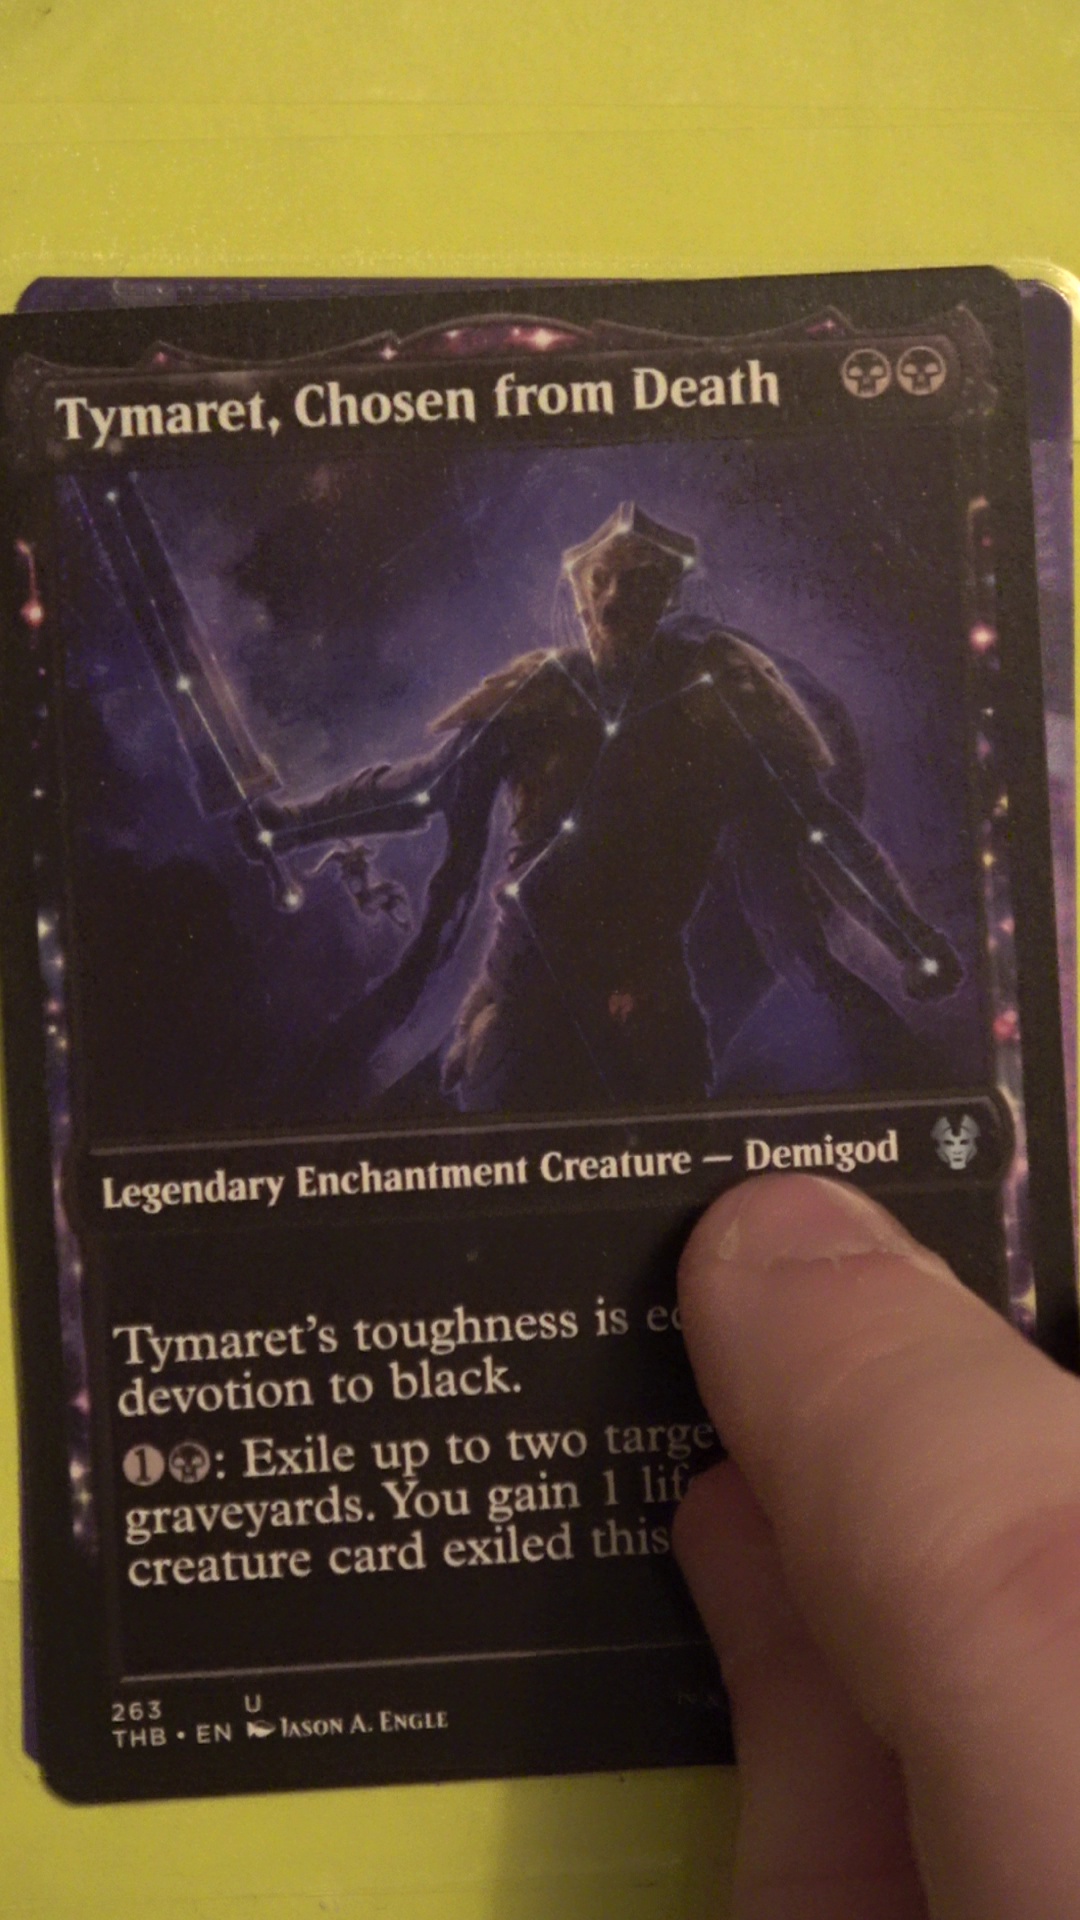 Tymaret, Chosen from Death
Legendary Enchantment Creature — Demigod
Tymaret's toughness is
devotion to black.
1 : Exile up to two
graveyards. You gain 1
creature card exiled this
263 U
THB • EN JASON A. ENGLE